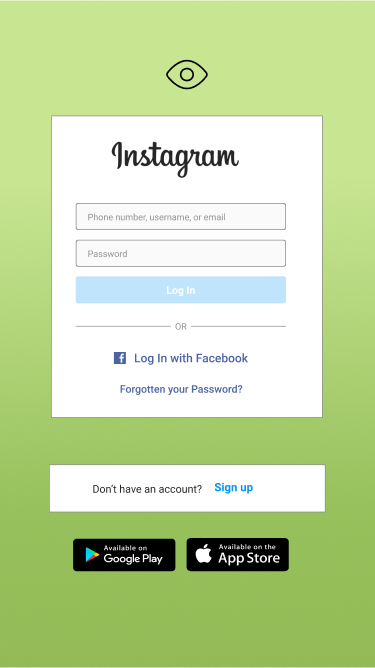 Instagram
Phone number, username, or email
Password
Log In
OR
Log In with Facebook
Forgotten your Password?
Don't have an account? Sign up
Available on
Google Play
Available on the
App Store